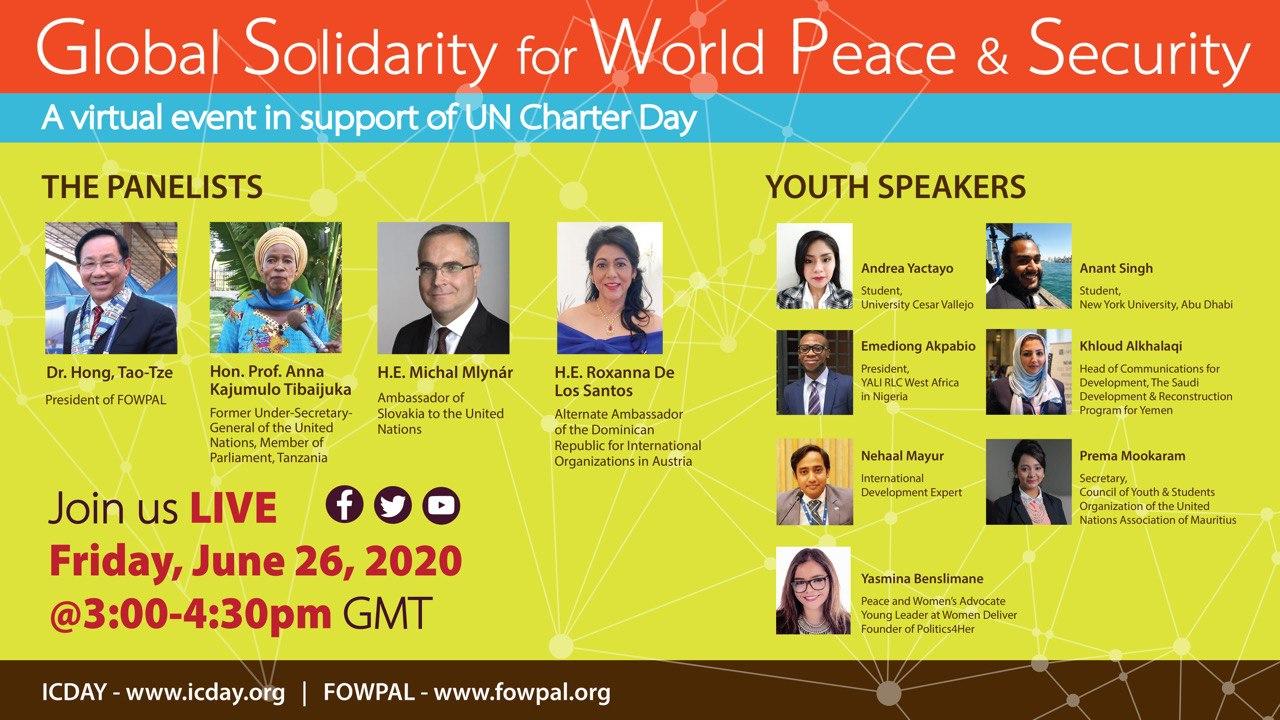 Global Solidarity for World Peace & Security
A virtual event in support of UN Charter Day
THE PANELISTS
Dr. Hong, Tao-Tze
President of FOWPAL
Hon. Prof. Anna
Kajumulo Tibaijuka
Former Under-Secretary-
General of the United
Nations, Member of
Parliament, Tanzania
H.E. Michal Mlynár
Ambassador of
Slovakia to the United
Nations
H.E. Roxanna De
Los Santos
Alternate Ambassador
of the Dominican
Republic for International
Organizations in Austria
Join us LIVE
Friday, June 26, 2020
@3:00-4:30pm GMT
YOUTH SPEAKERS
Andrea Yactayo
Student,
University Cesar Vallejo
Anant Singh
Student,
New York University, Abu Dhabi
Emediong Akpabio
President,
YALI RLC West Africa
in Nigeria
Khloud Alkhalaqi
Head of Communications for
Development, The Saudi
Development & Reconstruction
Program for Yemen
Nehaal Mayur
International
Development Expert
Prema Mookaram
Secretary,
Council of Youth & Students
Organization of the United
Nations Association of Mauritius
Yasmina Benslimane
Peace and Women's Advocate
Young Leader at Women Deliver
Founder of Politics4Her
ICDAY - www.icday.org | FOWPAL - www.fowpal.org